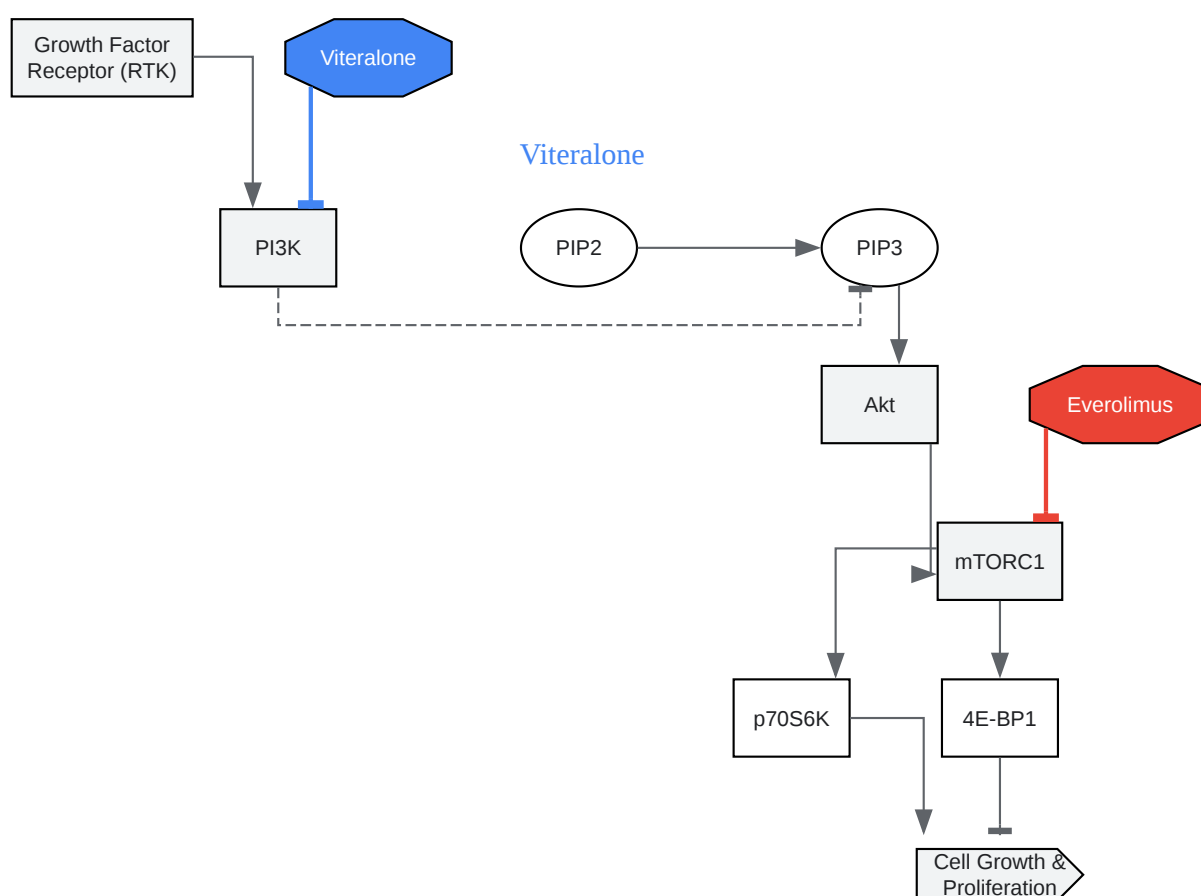 Growth Factor
Receptor (RTK)
Viteralone
Viteralone
PI3K
PIP2
PIP3
Akt
Everolimus
mTORC1
p70S6K
4E-BP1
Cell Growth &
Proliferation